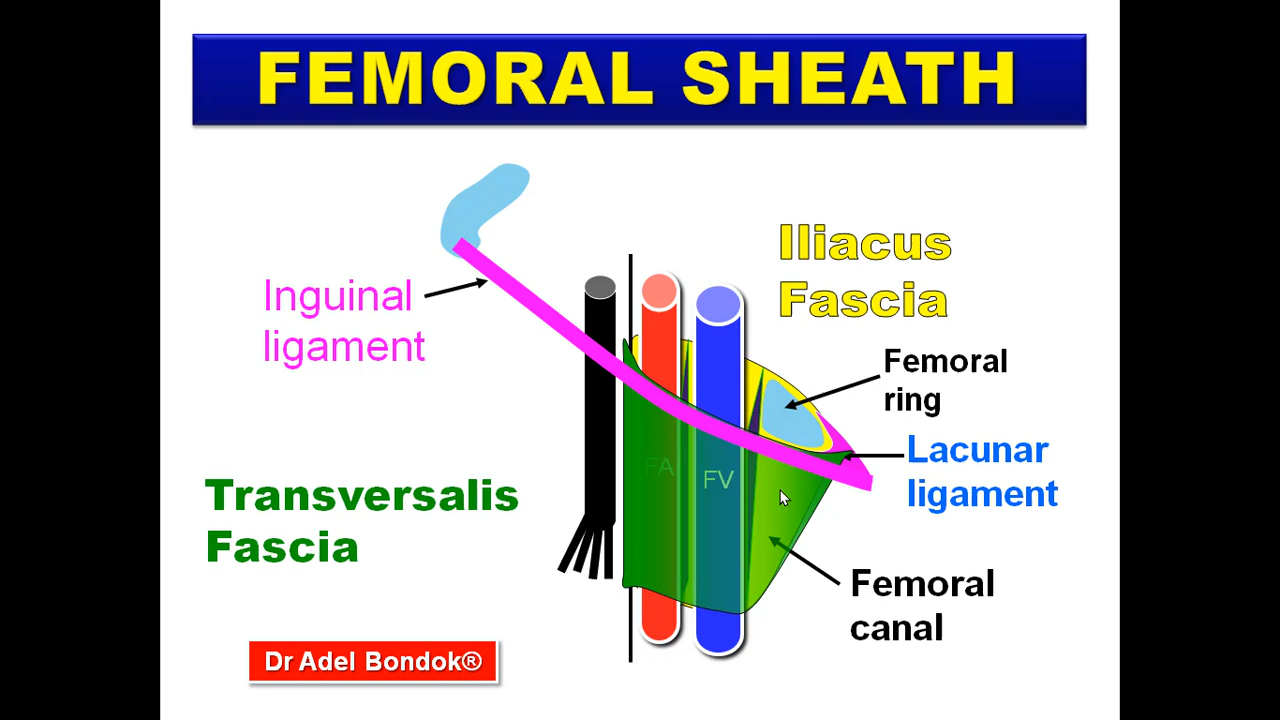 FEMORAL SHEATH
Iliacus
Fascia
Inguinal
ligament
Femoral
ring
Lacunar
ligament
FA
FV
Transversalis
Fascia
Femoral
canal
Dr Adel Bondok®